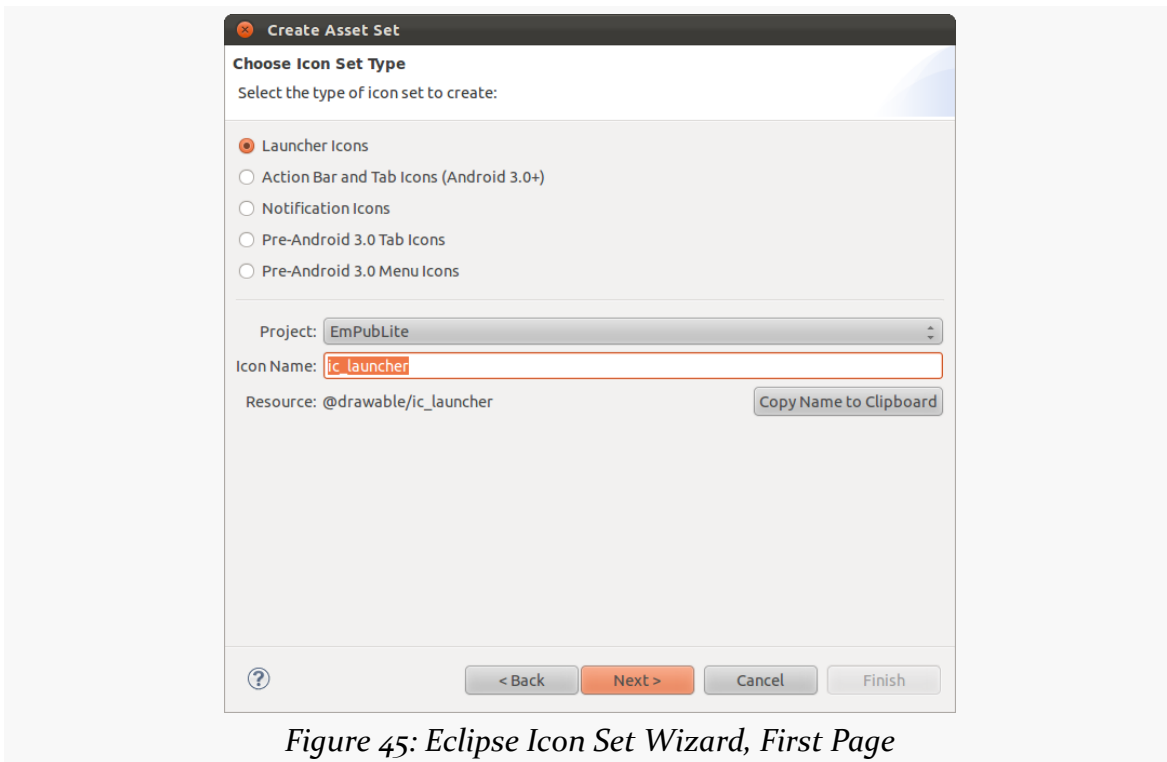 Create Asset Set
Choose Icon Set Type
Select the type of icon set to create:
Launcher Icons
Action Bar and Tab Icons (Android 3.0+)
Notification Icons
Pre-Android 3.0 Tab Icons
Pre-Android 3.0 Menu Icons
Project: EmPubLite
Icon Name: ic_launcher
Resource: @drawable/ic_launcher Copy Name to Clipboard
? < Back Next > Cancel Finish
Figure 45: Eclipse Icon Set Wizard, First Page